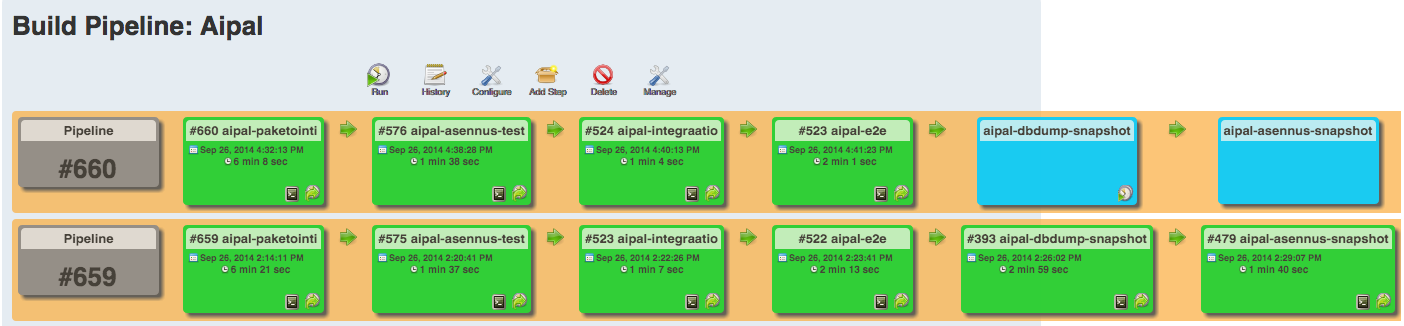 Build Pipeline: Aipal
Run History Configure Add Step Delete Manage
Pipeline
#660
#660 aipal-paketointi
Sep 26, 2014 4:32:13 PM
6 min 8 sec
#576 aipal-asennus-test
Sep 26, 2014 4:38:28 PM
1 min 38 sec
#524 aipal-integraatio
Sep 26, 2014 4:40:13 PM
1 min 4 sec
#523 aipal-e2e
Sep 26, 2014 4:41:23 PM
2 min 1 sec
aipal-dbdump-snapshot
aipal-asennus-snapshot
Pipeline
#659
#659 aipal-paketointi
Sep 26, 2014 2:14:11 PM
6 min 21 sec
#575 aipal-asennus-test
Sep 26, 2014 2:20:41 PM
1 min 37 sec
#523 aipal-integraatio
Sep 26, 2014 2:22:26 PM
1 min 7 sec
#522 aipal-e2e
Sep 26, 2014 2:23:41 PM
2 min 13 sec
#393 aipal-dbdump-snapshot
Sep 26, 2014 2:26:02 PM
2 min 59 sec
#479 aipal-asennus-snapshot
Sep 26, 2014 2:29:07 PM
1 min 40 sec